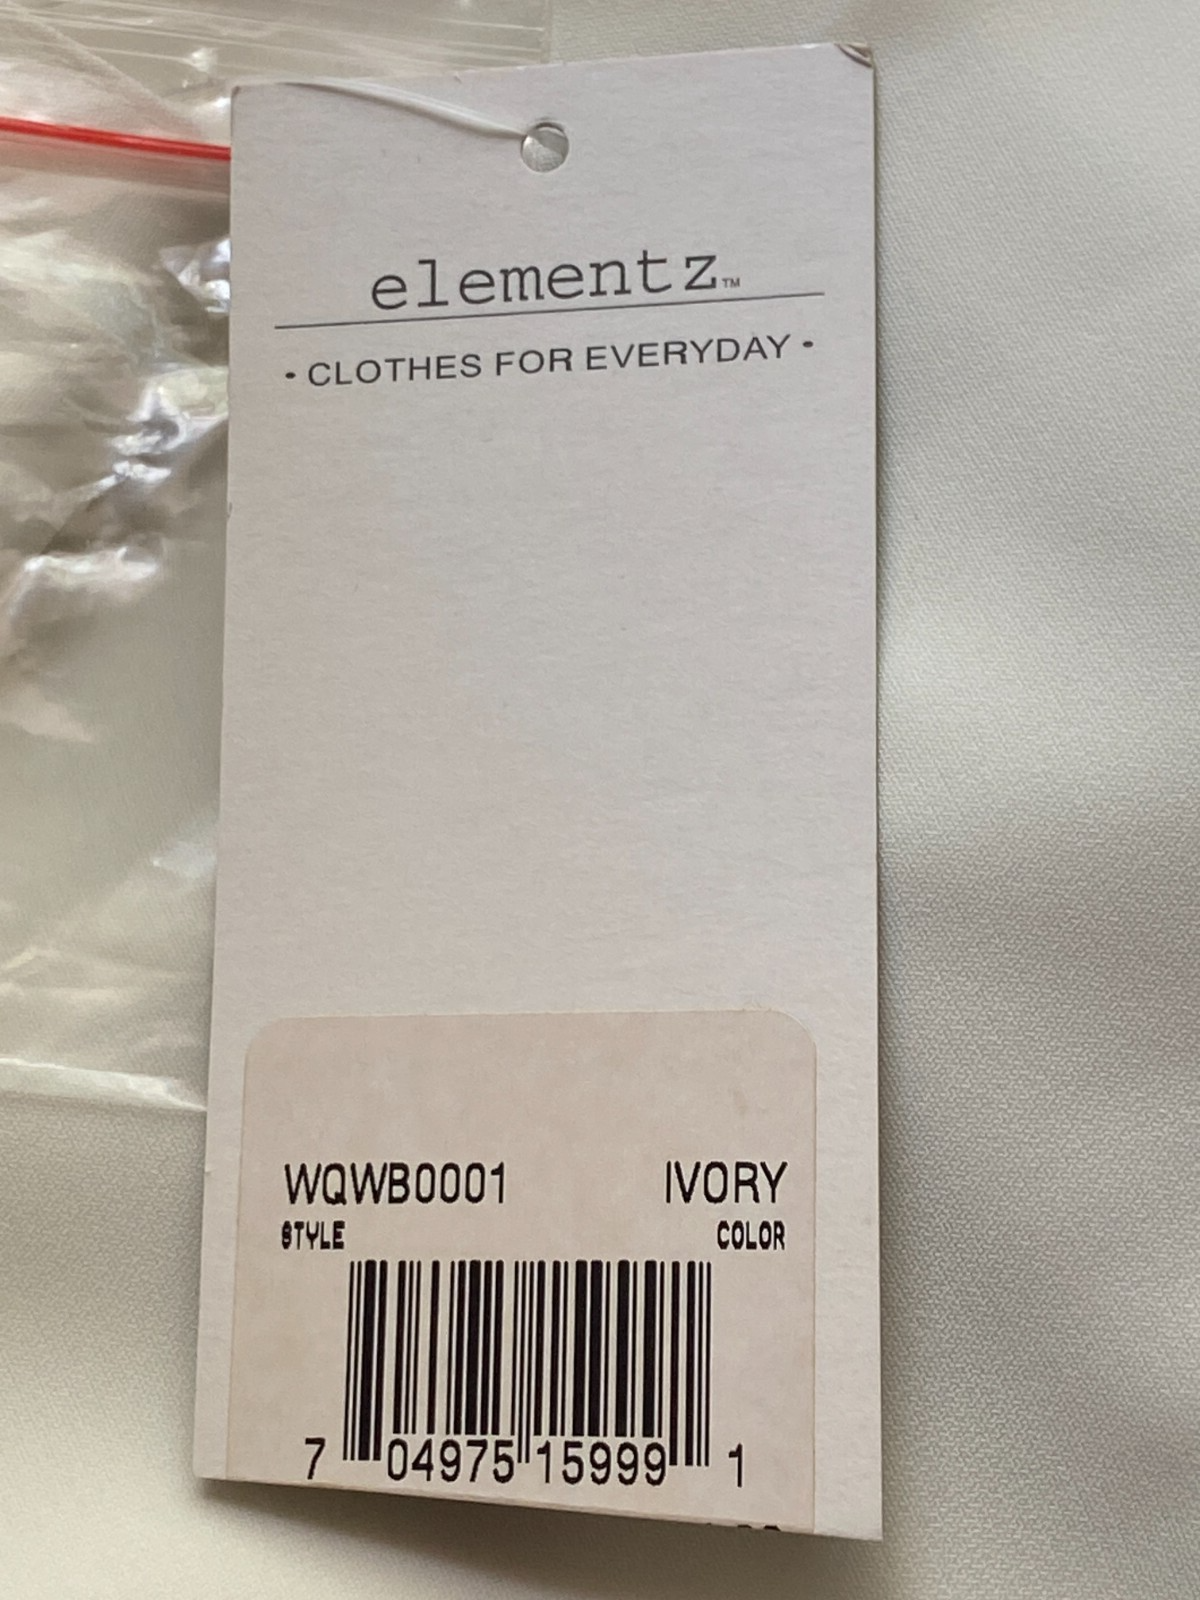 elementz™
• CLOTHES FOR EVERYDAY •
WQWB0001 IVORY
STYLE COLOR
7 04975 15999 1